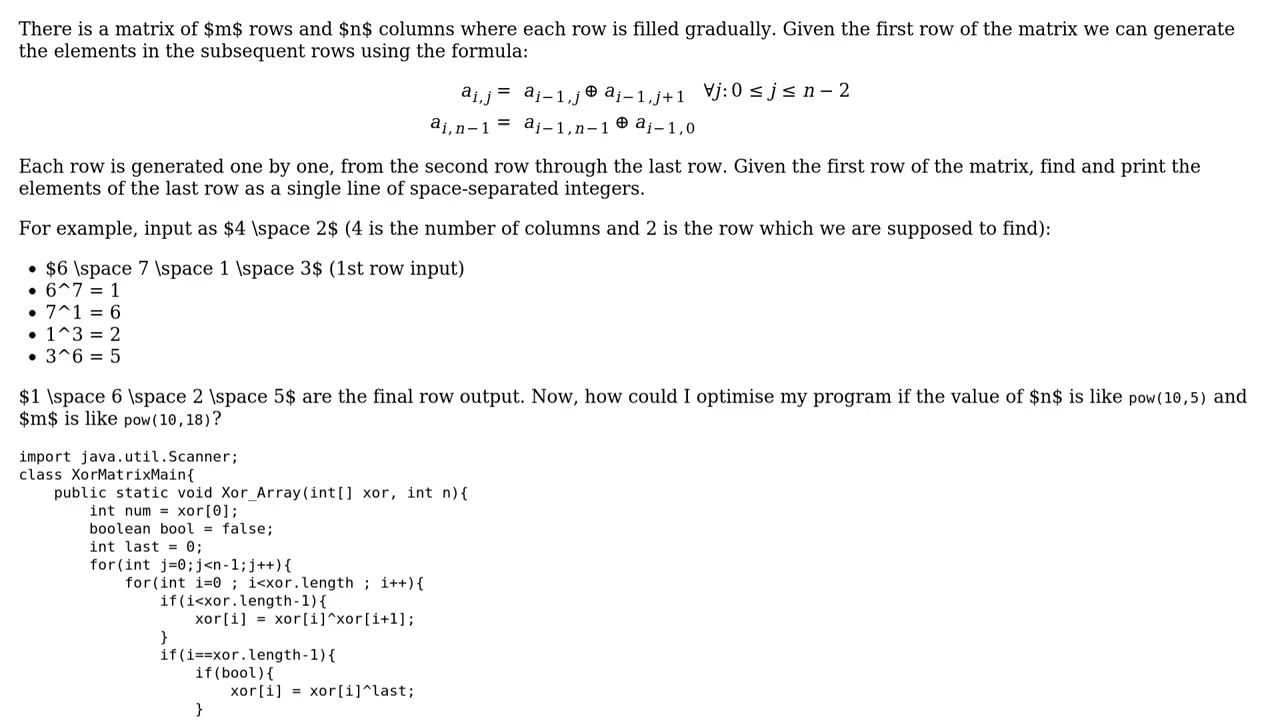 There is a matrix of $m$ rows and $n$ columns where each row is filled gradually. Given the first row of the matrix we can generate
the elements in the subsequent rows using the formula:
a_{i,j} = a_{i−1,j} ⊕ a_{i−1,j+1} ∀j: 0 ≤ j ≤ n − 2
a_{i,n−1} = a_{i−1,n−1} ⊕ a_{i−1,0}
Each row is generated one by one, from the second row through the last row. Given the first row of the matrix, find and print the
elements of the last row as a single line of space-separated integers.
For example, input as $4 \space 2$ (4 is the number of columns and 2 is the row which we are supposed to find):
• $6 \space 7 \space 1 \space 3$ (1st row input)
• 6^7 = 1
• 7^1 = 6
• 1^3 = 2
• 3^6 = 5
$1 \space 6 \space 2 \space 5$ are the final row output. Now, how could I optimise my program if the value of $n$ is like pow(10,5) and
$m$ is like pow(10,18)?
import java.util.Scanner;
class XorMatrixMain{
    public static void Xor_Array(int[] xor, int n){
        int num = xor[0];
        boolean bool = false;
        int last = 0;
        for(int j=0;j<n-1;j++){
            for(int i=0 ; i<xor.length ; i++){
                if(i<xor.length-1){
                    xor[i] = xor[i]^xor[i+1];
                }
                if(i==xor.length-1){
                    if(bool){
                        xor[i] = xor[i]^last;
                    }